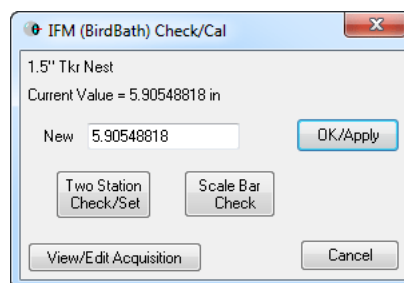 IFM (BirdBath) Check/Cal
1.5" Tkr Nest
Current Value = 5.90548818 in
New 5.90548818 OK/Apply
Two Station Check/Set
Scale Bar Check
View/Edit Acquisition
Cancel